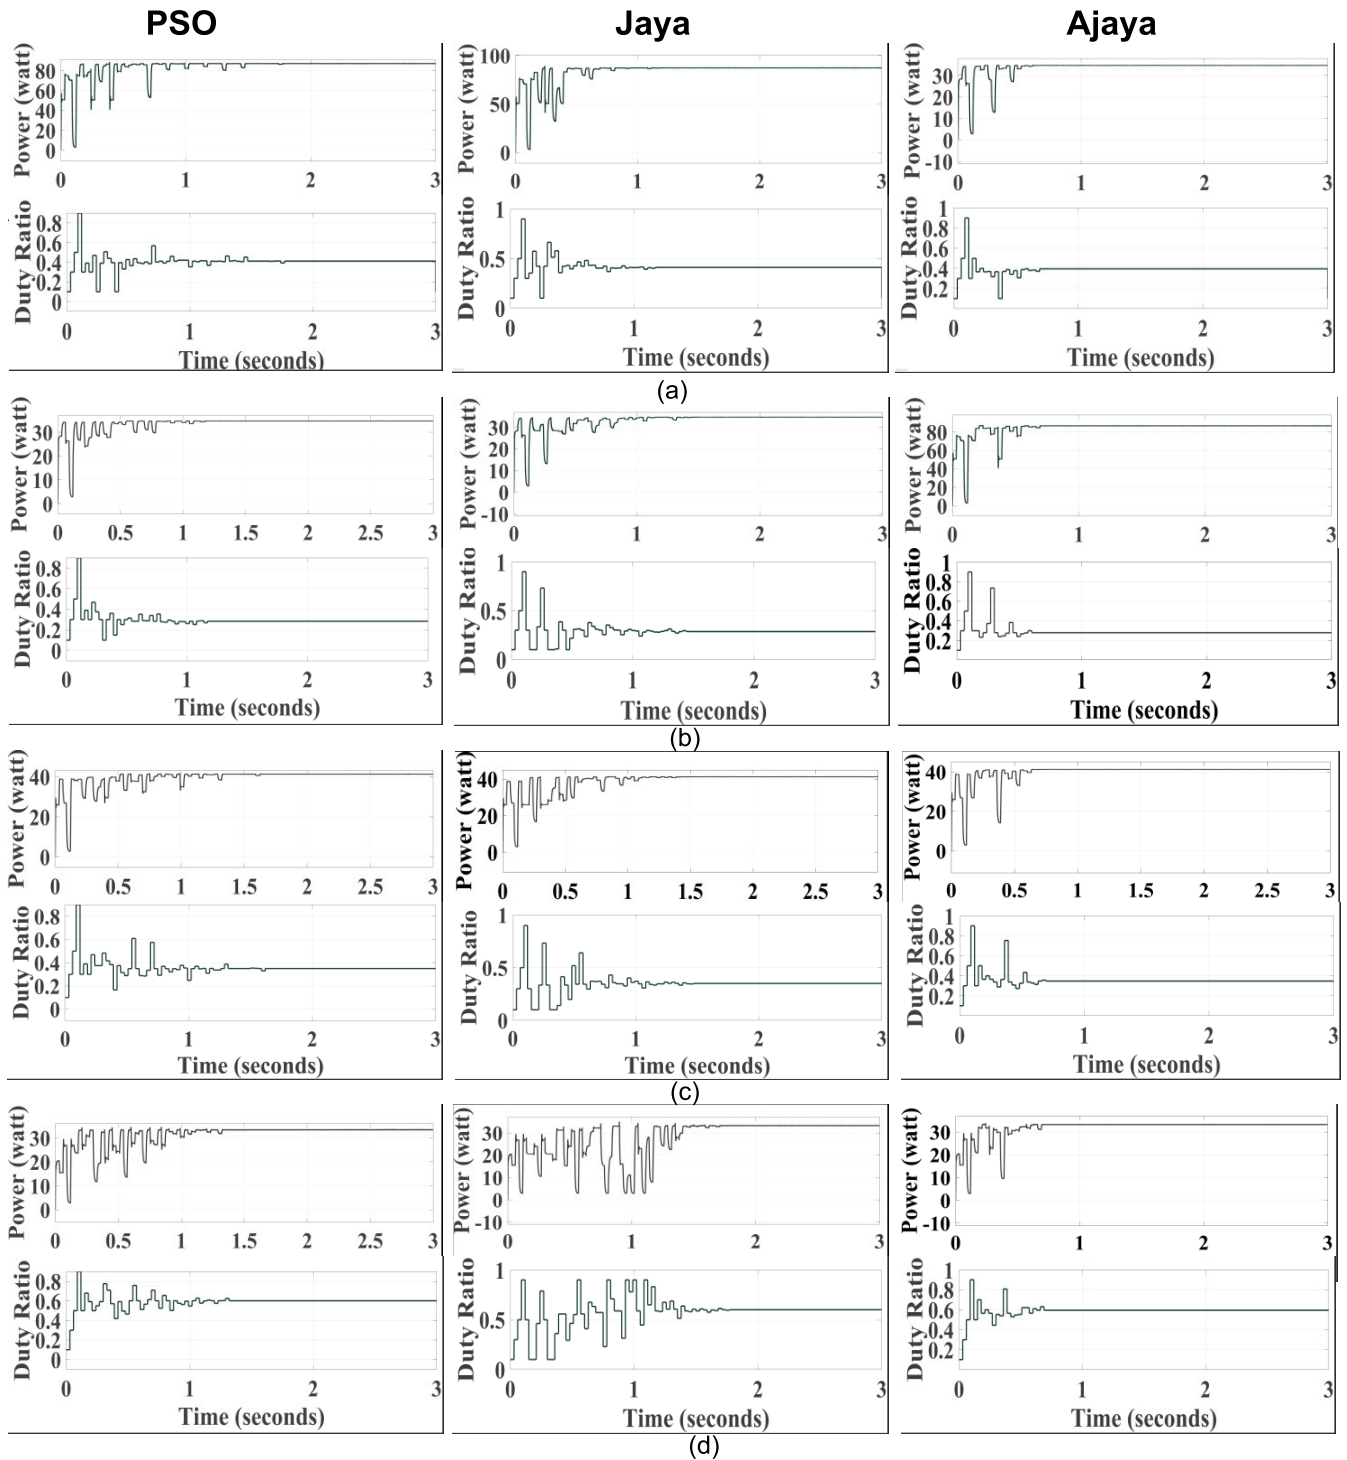 PSO Jaya Ajaya
Power (watt) 80 60 40 20 0
0 1 2 3
Duty Ratio 0.8 0.6 0.4 0.2 0
0 1 2 3
Time (seconds)
Power (watt) 100 50 0
0 1 2 3
Duty Ratio 1 0.5 0
0 1 2 3
Time (seconds)
Power (watt) 30 20 10 0 -10
0 1 2 3
Duty Ratio 1 0.8 0.6 0.4 0.2
0 1 2 3
Time (seconds)
(a)
Power (watt) 30 20 10 0
0 0.5 1 1.5 2 2.5 3
Duty Ratio 0.8 0.6 0.4 0.2 0
0 1 2 3
Time (seconds)
Power (watt) 30 20 10 0 -10
0 1 2 3
Duty Ratio 1 0.5 0
0 1 2 3
Time (seconds)
Power (watt) 80 60 40 20 0
0 1 2 3
Duty Ratio 1 0.8 0.6 0.4 0.2
0 1 2 3
Time (seconds)
(b)
Power (watt) 40 20 0
0 0.5 1 1.5 2 2.5 3
Duty Ratio 0.8 0.6 0.4 0.2 0
0 1 2 3
Time (seconds)
Power (watt) 40 20 0
0 0.5 1 1.5 2 2.5 3
Duty Ratio 1 0.5 0
0 1 2 3
Time (seconds)
Power (watt) 40 20 0
0 0.5 1 1.5 2 2.5 3
Duty Ratio 1 0.8 0.6 0.4 0.2
0 1 2 3
Time (seconds)
(c)
Power (watt) 30 20 10 0
0 0.5 1 1.5 2 2.5 3
Duty Ratio 0.8 0.6 0.4 0.2 0
0 1 2 3
Time (seconds)
Power (watt) 30 20 10 0 -10
0 1 2 3
Duty Ratio 1 0.5 0
0 1 2 3
Time (seconds)
Power (watt) 30 20 10 0 -10
0 1 2 3
Duty Ratio 1 0.8 0.6 0.4 0.2
0 1 2 3
Time (seconds)
(d)